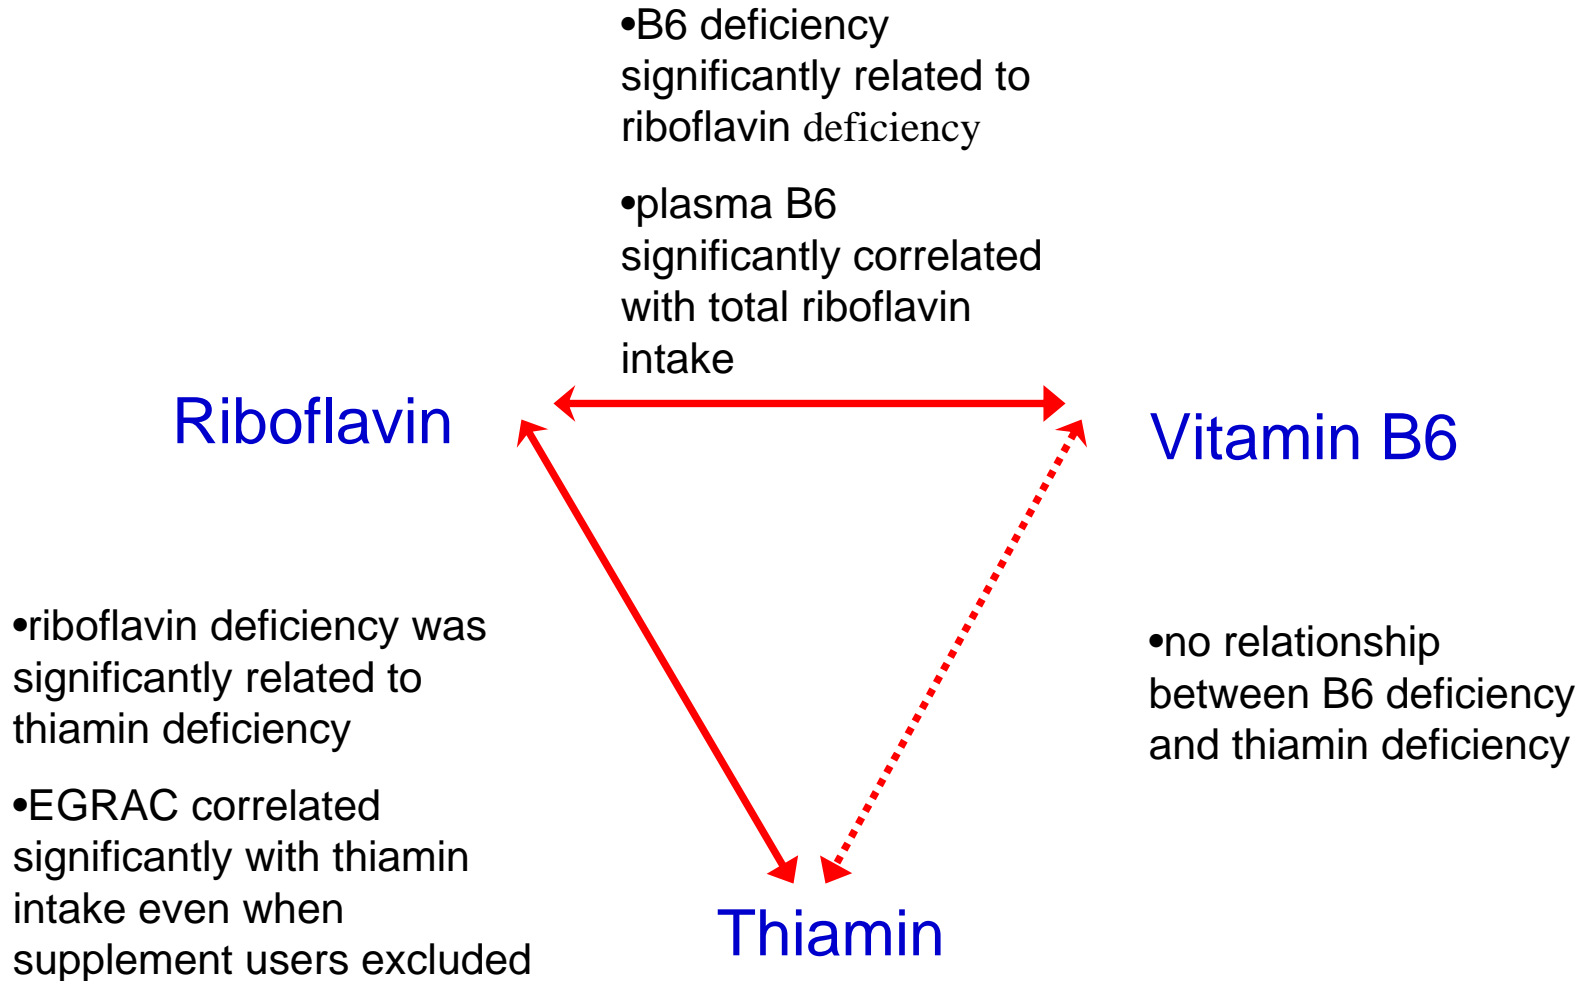 •B6 deficiency
significantly related to
riboflavin deficiency
•plasma B6
significantly correlated
with total riboflavin
intake
Riboflavin
Vitamin B6
•riboflavin deficiency was
significantly related to
thiamin deficiency
•EGRAC correlated
significantly with thiamin
intake even when
supplement users excluded
•no relationship
between B6 deficiency
and thiamin deficiency
Thiamin